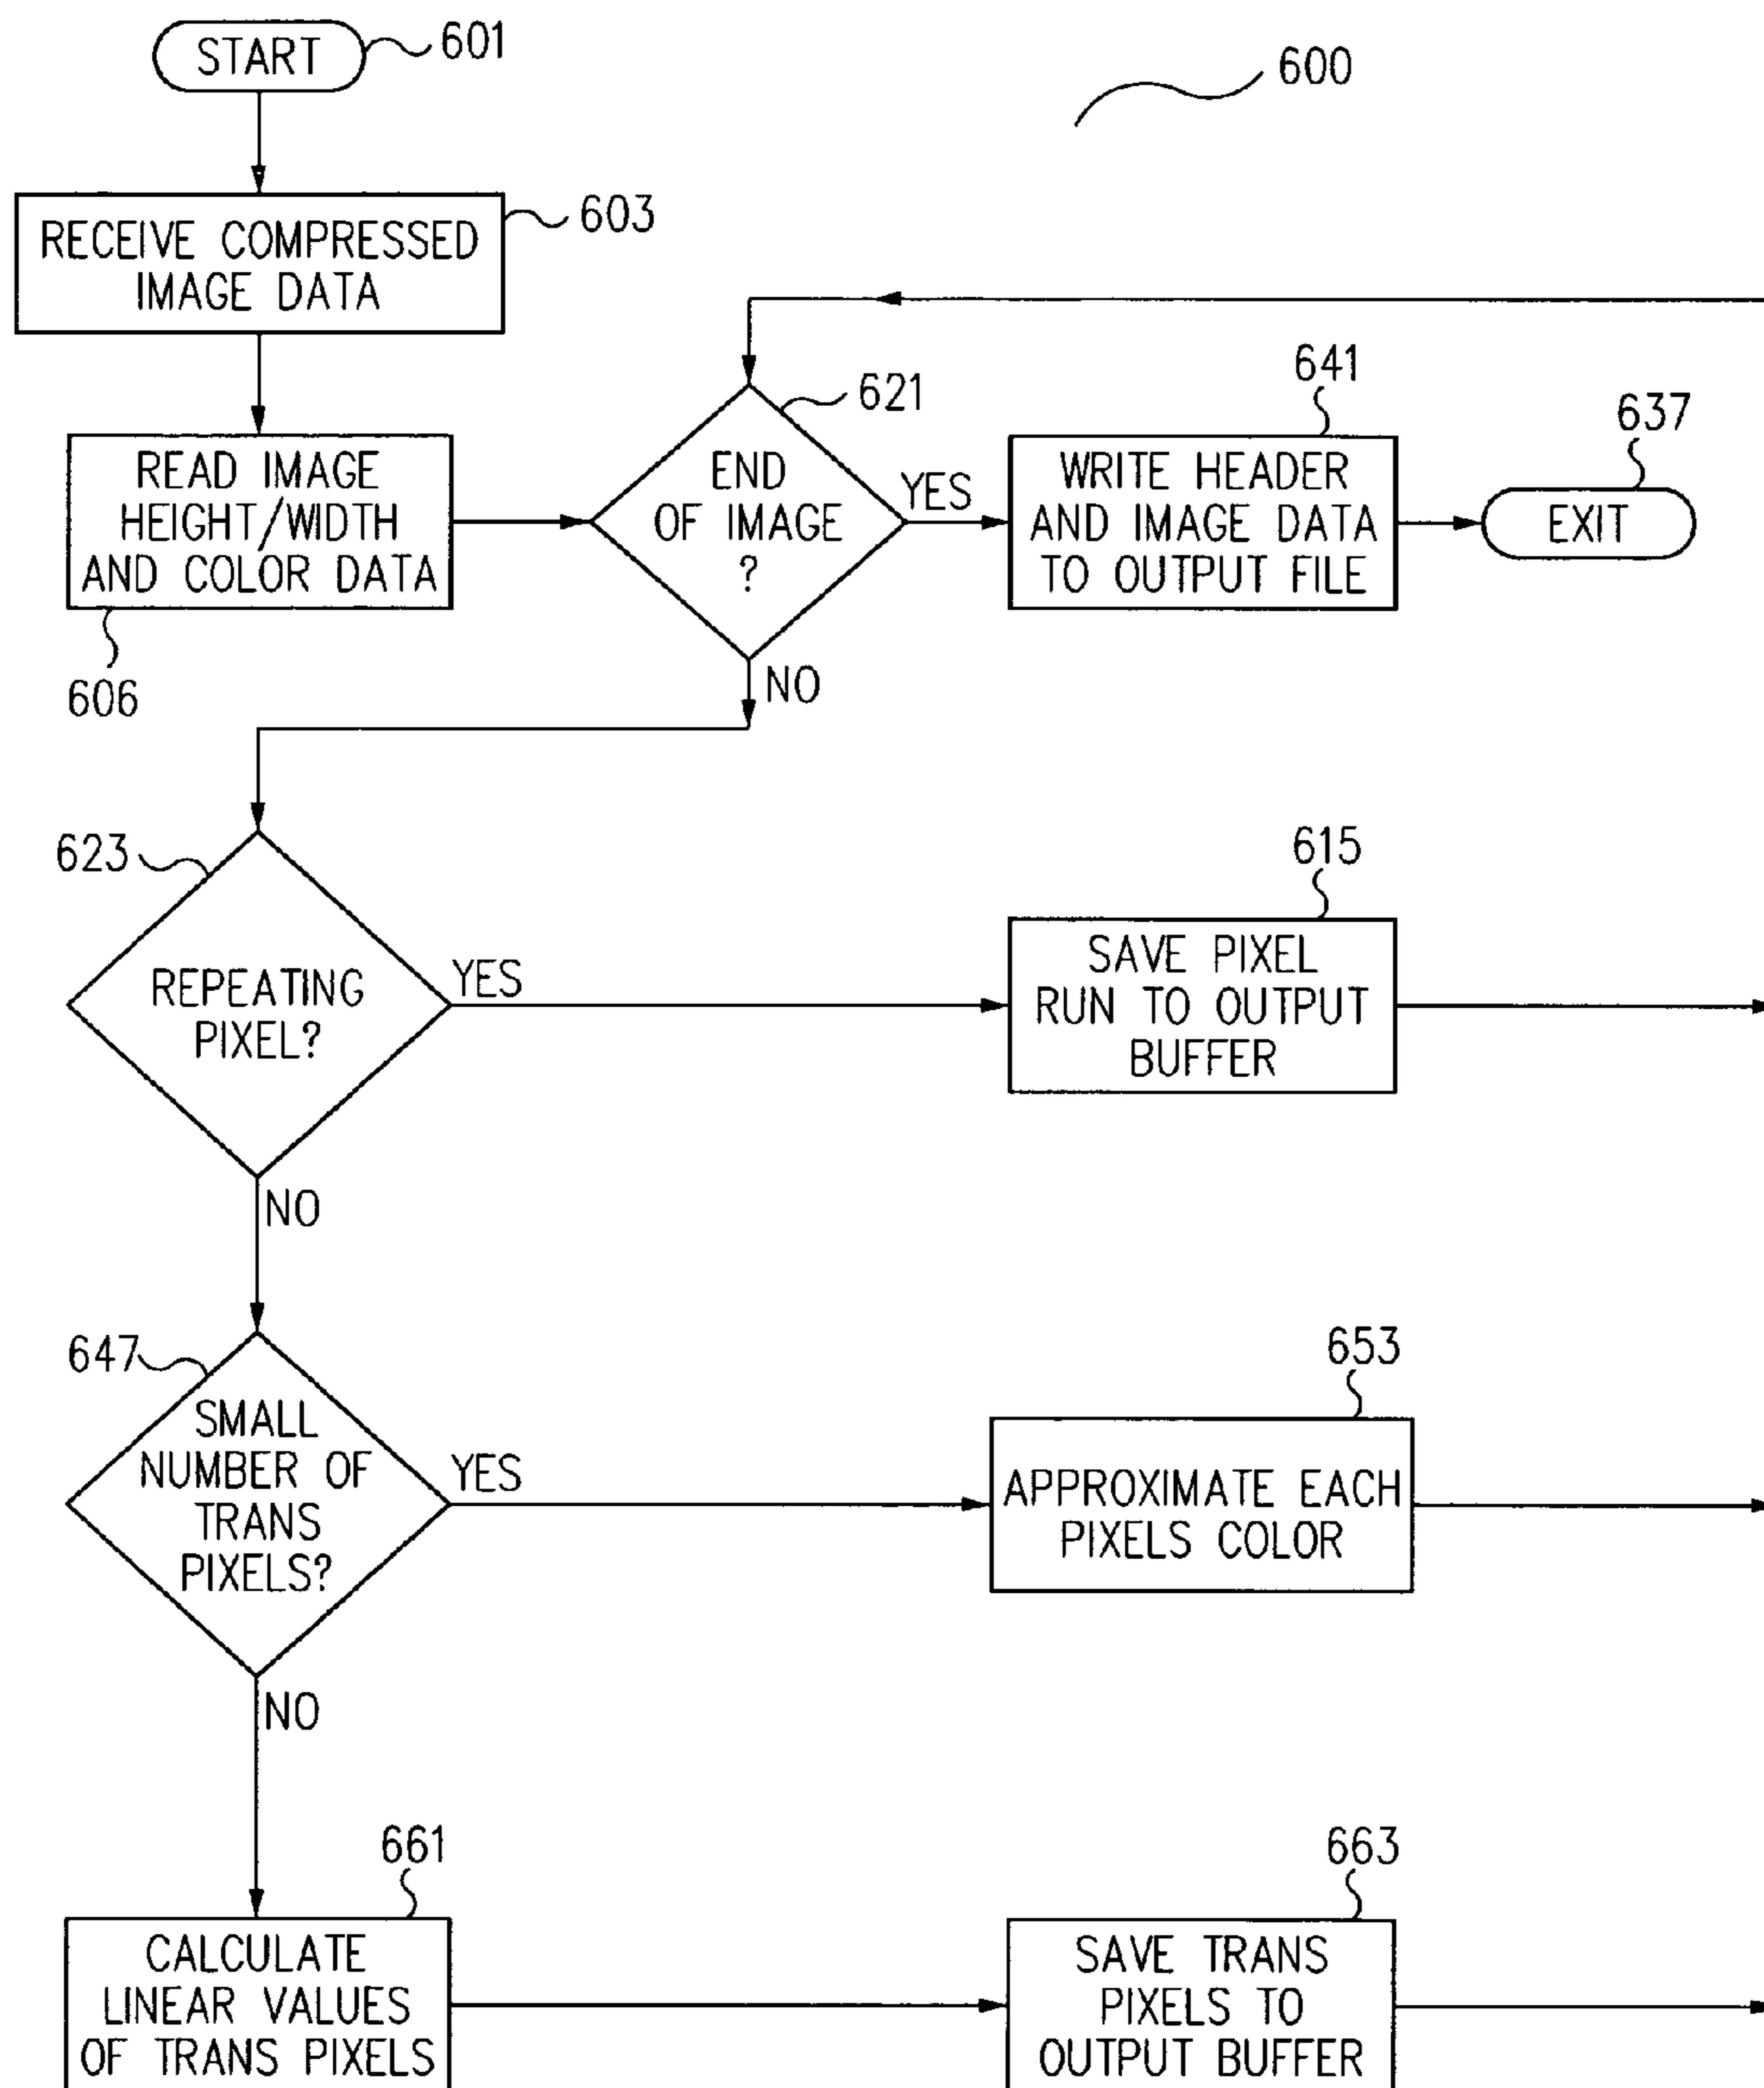 START
601
600
RECEIVE COMPRESSED
IMAGE DATA
603
READ IMAGE
HEIGHT/WIDTH
AND COLOR DATA
606
END
OF IMAGE
?
621
YES
NO
WRITE HEADER
AND IMAGE DATA
TO OUTPUT FILE
641
EXIT
637
REPEATING
PIXEL?
623
YES
NO
SAVE PIXEL
RUN TO OUTPUT
BUFFER
615
SMALL
NUMBER OF
TRANS
PIXELS?
647
YES
NO
APPROXIMATE EACH
PIXELS COLOR
653
CALCULATE
LINEAR VALUES
OF TRANS PIXELS
661
SAVE TRANS
PIXELS TO
OUTPUT BUFFER
663